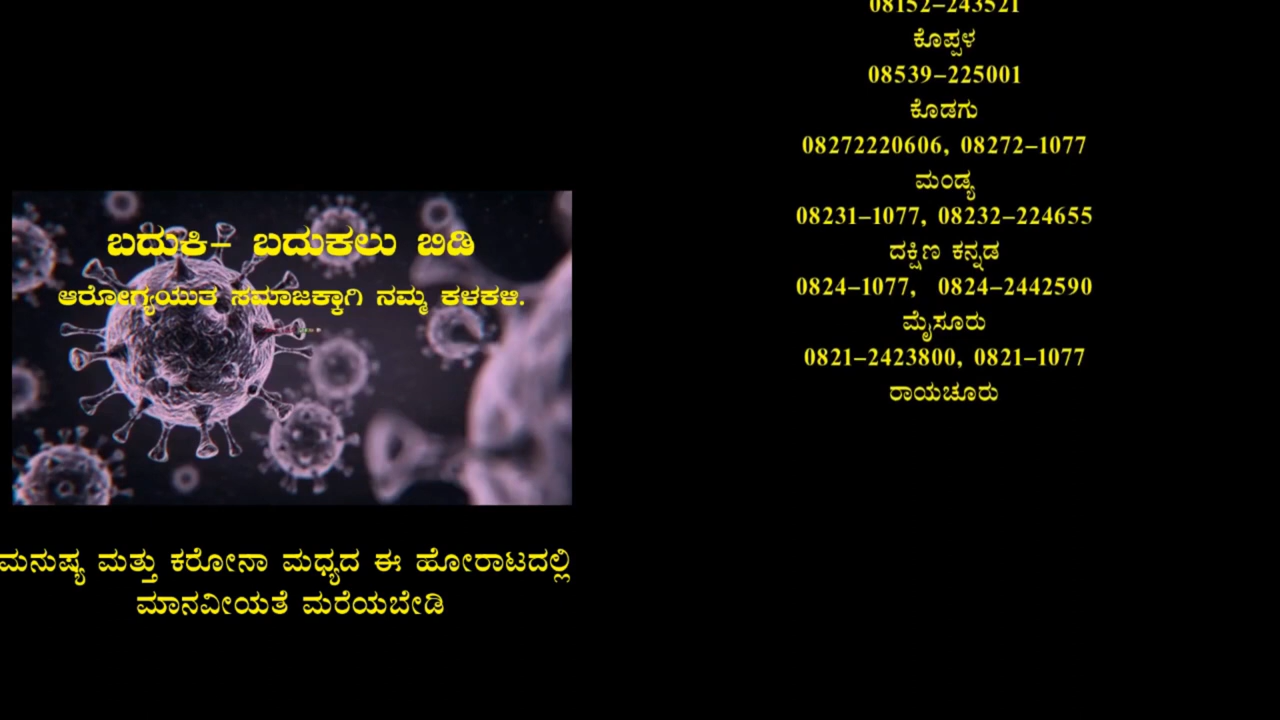 ಬದುಕಿ– ಬದುಕಲು ಬಿಡಿ
ಆರೋಗ್ಯಯುತ ಸಮಾಜಕ್ಕಾಗಿ ನಮ್ಮ ಕಳಕಳಿ.
ಮನುಷ್ಯ ಮತ್ತು ಕರೋನಾ ಮಧ್ಯದ ಈ ಹೋರಾಟದಲ್ಲಿ
ಮಾನವೀಯತೆ ಮರೆಯಬೇಡಿ
08152–243521
ಕೊಪ್ಪಳ
08539–225001
ಕೊಡಗು
08272220606, 08272–1077
ಮಂಡ್ಯ
08231–1077, 08232–224655
ದಕ್ಷಿಣ ಕನ್ನಡ
0824–1077, 0824–2442590
ಮೈಸೂರು
0821–2423800, 0821–1077
ರಾಯಚೂರು